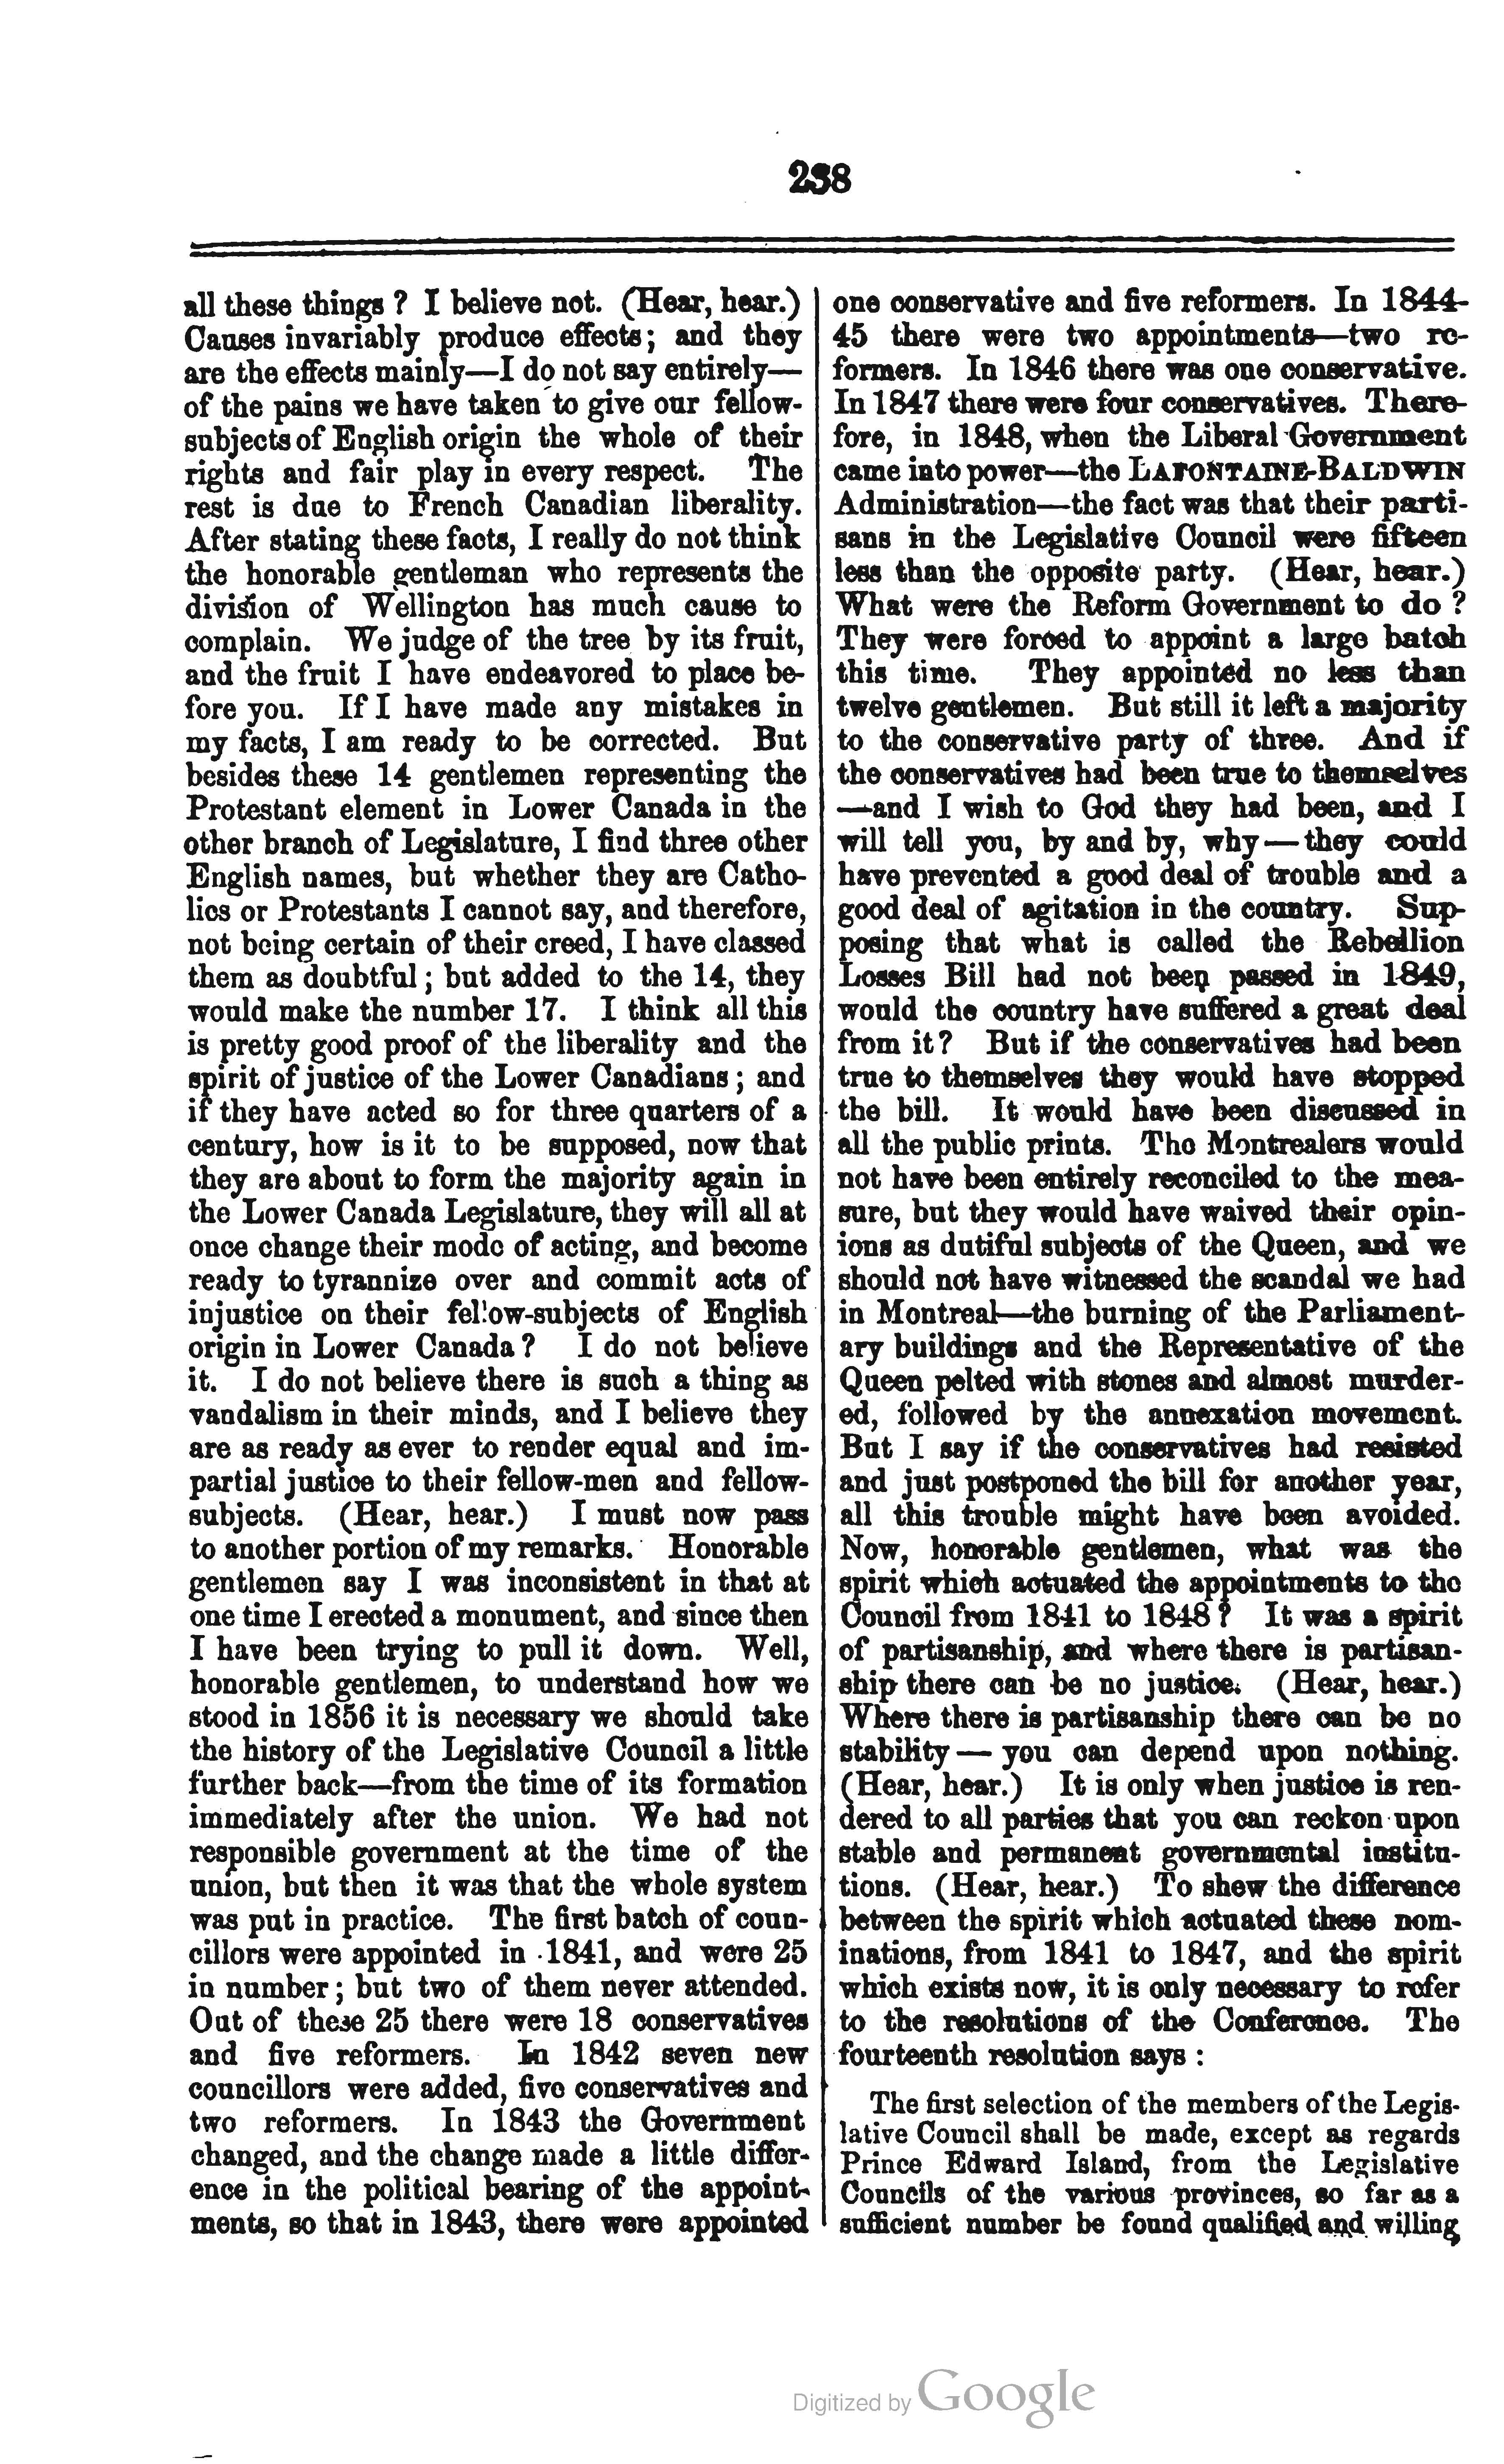 238
all these things ? I believe not. (Hear, hear.)
Causes invariably produce effects; and they
are the effects mainly—I do not say entirely—
of the pains we have taken to give our fellow-
subjects of English origin the whole of their
rights and fair play in every respect. The
rest is due to French Canadian liberality.
After stating these facts, I really do not think
the honorable gentleman who represents the
division of Wellington has much cause to
complain. We judge of the tree by its fruit,
and the fruit I have endeavored to place be-
fore you. If I have made any mistakes in
my facts, I am ready to be corrected. But
besides these 14 gentlemen representing the
Protestant element in Lower Canada in the
other branch of Legislature, I find three other
English names, but whether they are Catho-
lics or Protestants I cannot say, and therefore,
not being certain of their creed, I have classed
them as doubtful; but added to the 14, they
would make the number 17. I think all this
is pretty good proof of the liberality and the
spirit of justice of the Lower Canadians; and
if they have acted so for three quarters of a
century, how is it to be supposed, now that
they are about to form the majority again in
the Lower Canada Legislature, they will all at
once change their mode of acting, and become
ready to tyrannize over and commit acts of
injustice on their fellow-subjects of English
origin in Lower Canada? I do not believe
it. I do not believe there is such a thing as
vandalism in their minds, and I believe they
are as ready as ever to render equal and im-
partial justice to their fellow-men and fellow-
subjects. (Hear, hear.) I must now pass
to another portion of my remarks. Honorable
gentlemen say I was inconsistent in that at
one time I erected a monument, and since then
I have been trying to pull it down. Well,
honorable gentlemen, to understand how we
stood in 1856 it is necessary we should take
the history of the Legislative Council a little
further back—from the time of its formation
immediately after the union. We had not
responsible government at the time of the
union, but then it was that the whole system
was put in practice. The first batch of coun-
cillors were appointed in 1841, and were 25
in number; but two of them never attended.
Out of these 25 there were 18 conservatives
and five reformers. In 1842 seven new
councillors were added, five conservatives and
two reformers. In 1843 the Government
changed, and the change made a little differ-
ence in the political bearing of the appoint-
ments, so that in 1843, there were appointed
one conservative and five reformers. In 1844-
45 there were two appointments—two re-
formers. In 1846 there was one conservative.
In 1847 there were four conservatives. There-
fore, in 1848, when the Liberal Government
came into power—the LAFONTAINE-BALDWIN
Administration—the fact was that their parti-
sans in the Legislative Council were fifteen
less than the opposite party. (Hear, hear.)
What were the Reform Government to do ?
They were forced to appoint a large batch
this time. They appointed no less than
twelve gentlemen. But still it left a majority
to the conservative party of three. And if
the conservatives had been true to themselves
—and I wish to God they had been, and I
will tell you, by and by, why — they could
have prevented a good deal of trouble and a
good deal of agitation in the country. Sup-
posing that what is called the Rebellion
Losses Bill had not been passed in 1849,
would the country have suffered a great deal
from it? But if the conservatives had been
true to themselves they would have stopped
the bill. It would have been discussed in
all the public prints. The Montrealers would
not have been entirely reconciled to the mea-
sure, but they would have waived their opin-
ions as dutiful subjects of the Queen, and we
should not have witnessed the scandal we had
in Montreal—the burning of the Parliament-
ary buildings and the Representative of the
Queen pelted with stones and almost murder-
ed, followed by the annexation movement.
But I say if the conservatives had resisted
and just postponed the bill for another year,
all this trouble might have been avoided.
Now, honorable gentlemen, what was the
spirit which actuated the appointments to the
Council from 1841 to 1848? It was a spirit
of partisanship, and where there is partisan-
ship there can be no justice. (Hear, hear.)
Where there is partisanship there can be no
stability — you can depend upon nothing.
(Hear, hear.) It is only when justice is ren-
dered to all parties that you can reckon upon
stable and permanent governmental institu-
tions. (Hear, hear.) To shew the difference
between the spirit which actuated these nom-
inations, from 1841 to 1847, and the spirit
which exists now, it is only necessary to refer
to the resolutions of the Conference. The
fourteenth resolution says :
The first selection of the members of the Legis-
lative Council shall be made, except as regards
Prince Edward Island, from the Legislative
Councils of the various provinces, so far as a
sufficient number be found qualified and willing
Digitized by Google